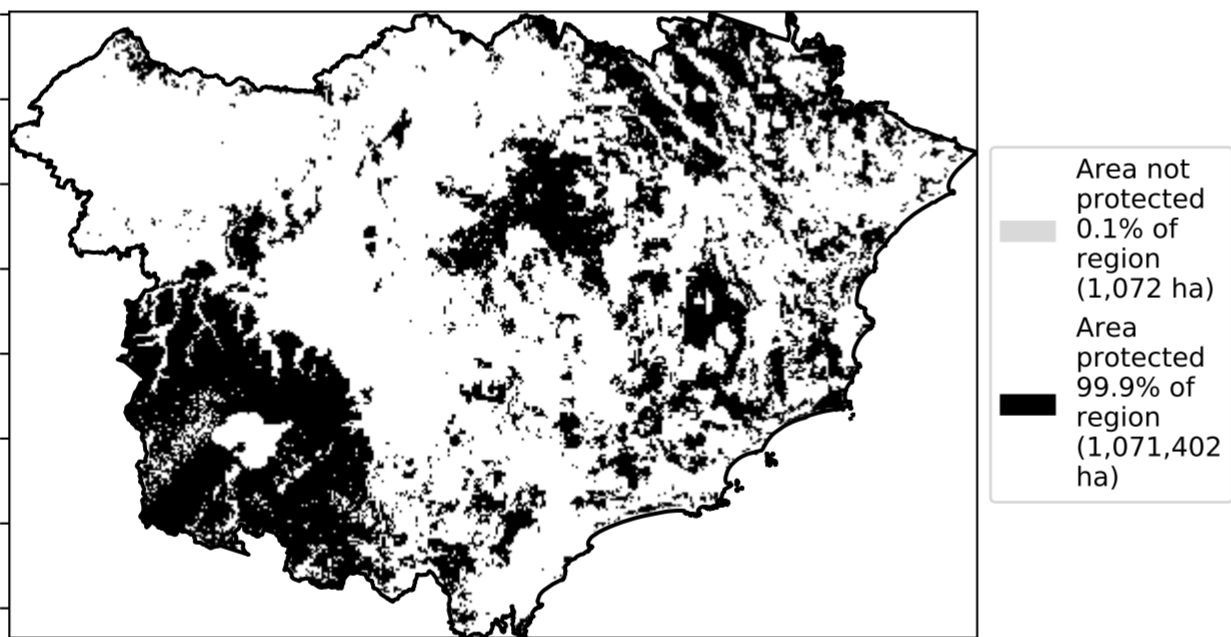 Area not
protected
0.1% of
region
(1,072 ha)
Area
protected
99.9% of
region
(1,071,402
ha)